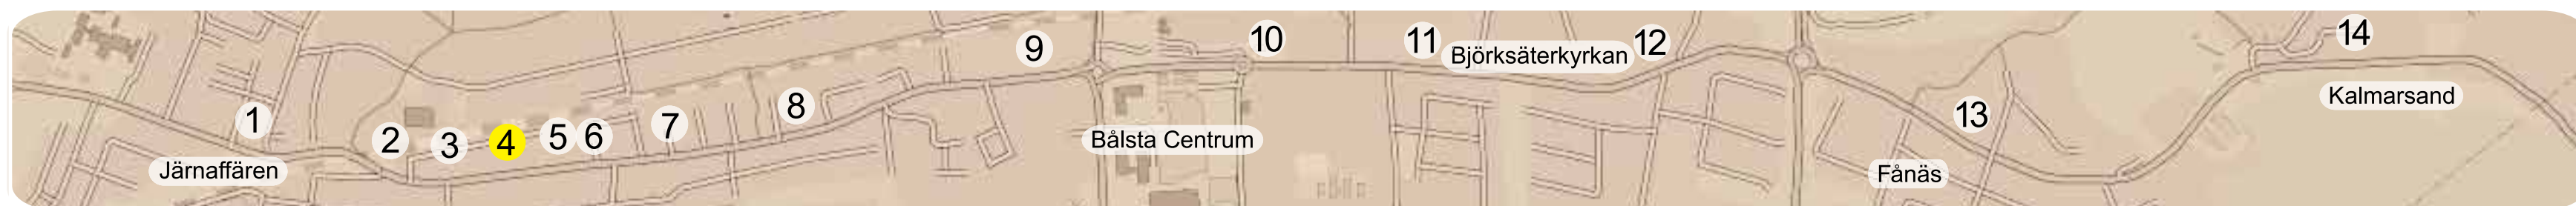 1
2
3
4
5
6
7
8
9
10
11
12
13
14
Järnaffären
Bålsta Centrum
Björksäterkyrkan
Fånäs
Kalmarsand